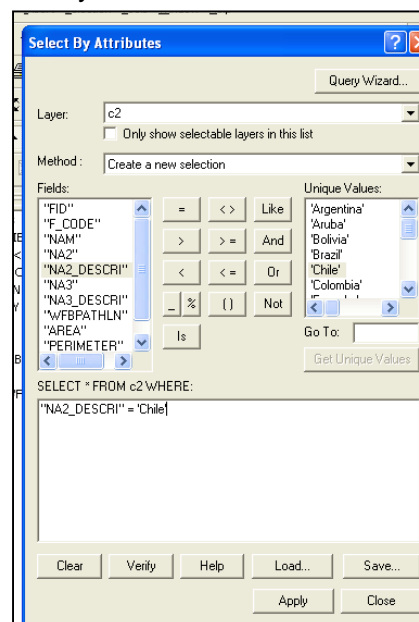 Select By Attributes
Query Wizard...
Layer: c2
Only show selectable layers in this list
Method : Create a new selection
Fields: Unique Values:
"FID" = < > Like 'Argentina'
"F_CODE" 'Aruba'
"NAM" > > = And 'Bolivia'
"NA2" 'Brazil'
"NA2_DESCRI" < < = Or 'Chile'
"NA3" 'Colombia'
"NA3_DESCRI" _ % ( ) Not
"WFBPATHLN"
"AREA" Is Go To:
"PERIMETER" Get Unique Values
SELECT * FROM c2 WHERE:
"NA2_DESCRI" = 'Chile'
Clear Verify Help Load... Save...
Apply Close